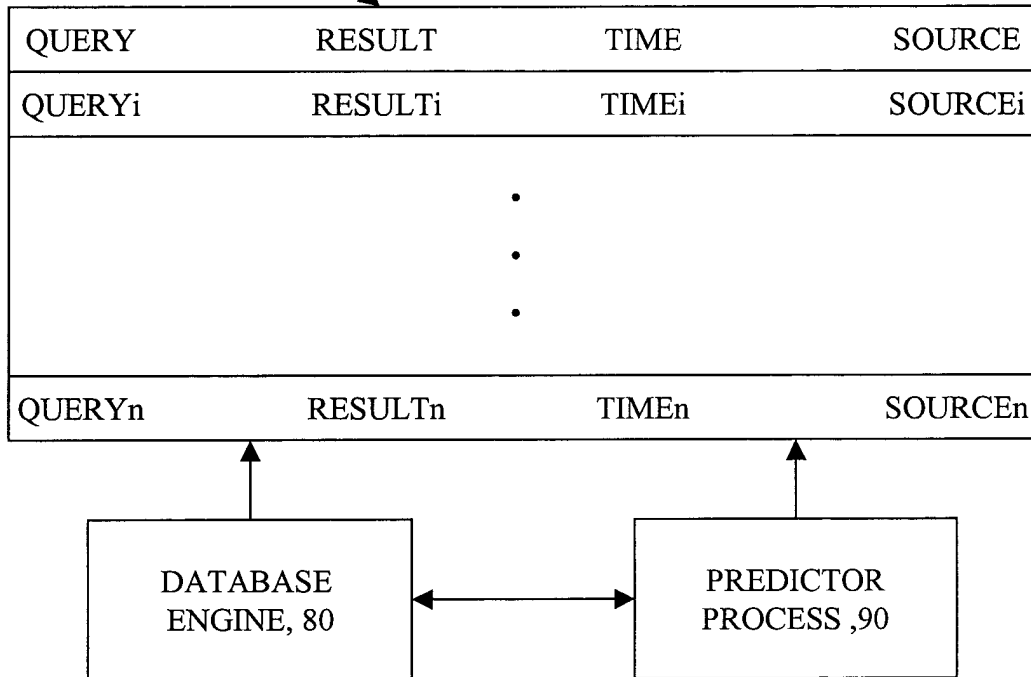 QUERY RESULT TIME SOURCE
QUERYi RESULTi TIMEi SOURCEi
QUERYn RESULTn TIMEn SOURCEn
DATABASE
ENGINE, 80
PREDICTOR
PROCESS ,90